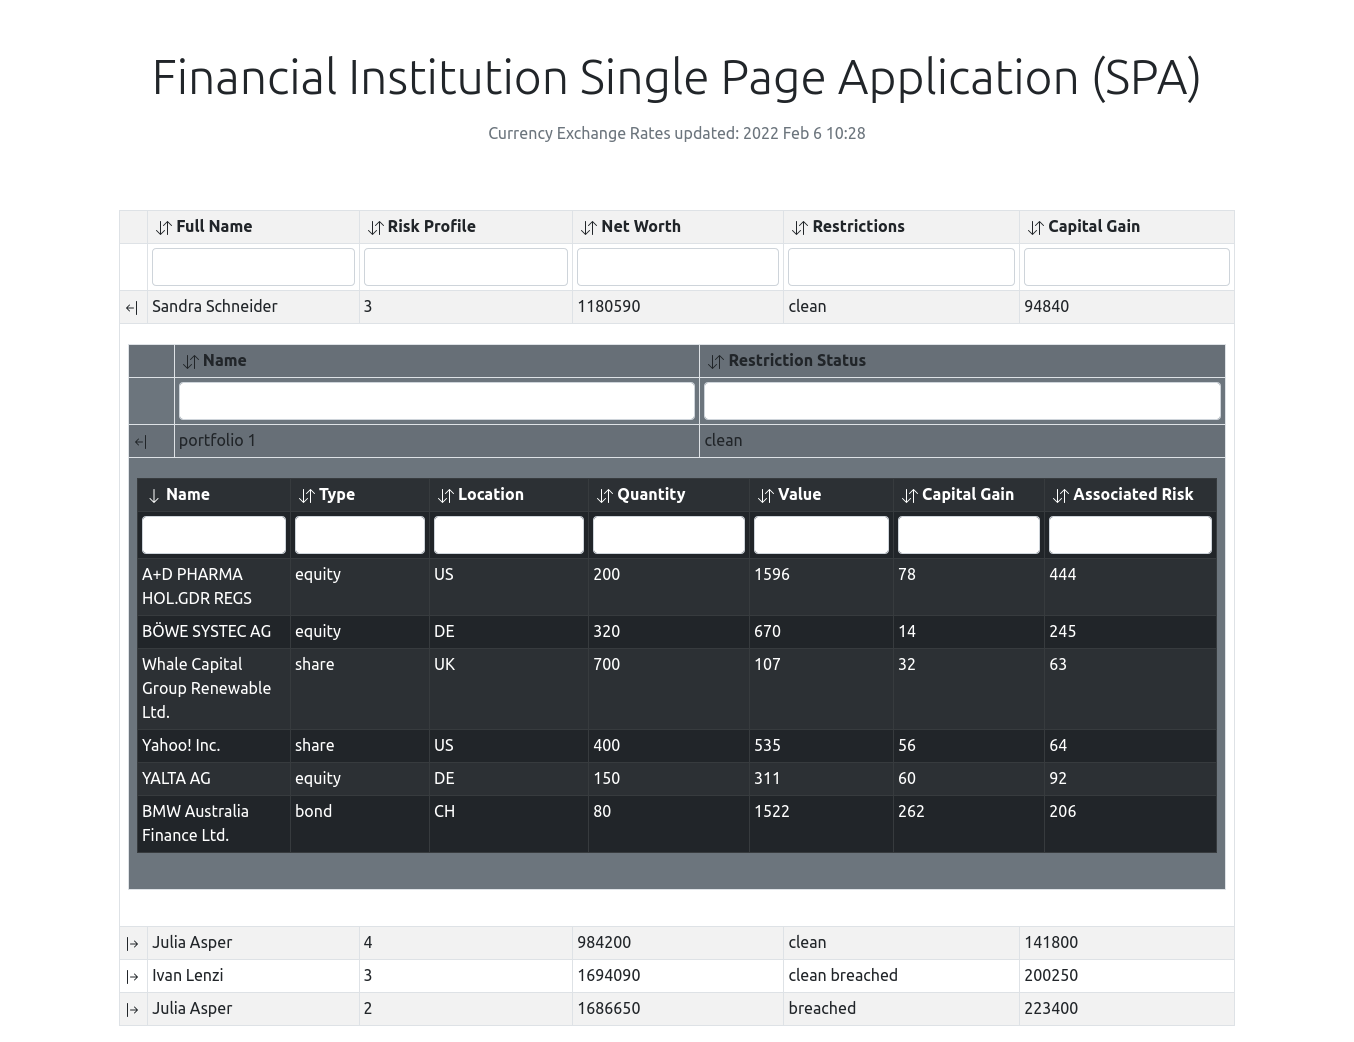 Financial Institution Single Page Application (SPA)
Currency Exchange Rates updated: 2022 Feb 6 10:28
Full Name Risk Profile Net Worth Restrictions Capital Gain
Sandra Schneider 3 1180590 clean 94840
Name Restriction Status
portfolio 1 clean
Name Type Location Quantity Value Capital Gain Associated Risk
A+D PHARMA equity US 200 1596 78 444
HOL.GDR REGS
BÖWE SYSTEC AG equity DE 320 670 14 245
Whale Capital share UK 700 107 32 63
Group Renewable
Ltd.
Yahoo! Inc. share US 400 535 56 64
YALTA AG equity DE 150 311 60 92
BMW Australia bond CH 80 1522 262 206
Finance Ltd.
Julia Asper 4 984200 clean 141800
Ivan Lenzi 3 1694090 clean breached 200250
Julia Asper 2 1686650 breached 223400